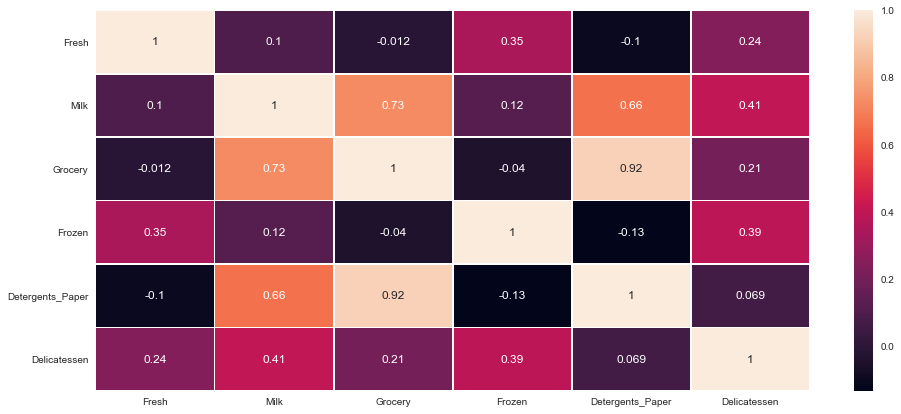 1.0
Fresh 1 0.1 -0.012 0.35 -0.1 0.24
0.8
Milk 0.1 1 0.73 0.12 0.66 0.41
0.6
Grocery -0.012 0.73 1 -0.04 0.92 0.21
0.4
Frozen 0.35 0.12 -0.04 1 -0.13 0.39
0.2
Detergents_Paper -0.1 0.66 0.92 -0.13 1 0.069
0.0
Delicatessen 0.24 0.41 0.21 0.39 0.069 1
Fresh Milk Grocery Frozen Detergents_Paper Delicatessen